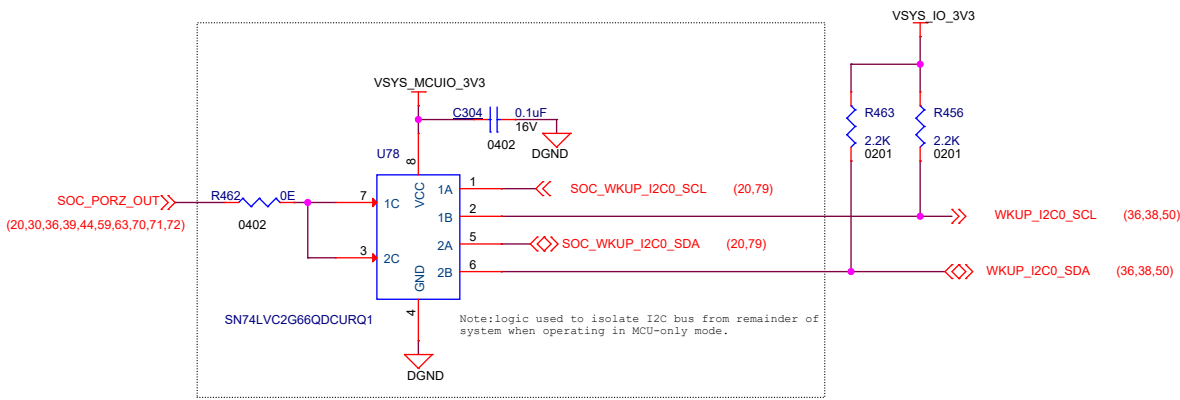 VSYS_IO_3V3
VSYS_MCUIO_3V3
C304 0.1uF
16V
0402
DGND
R463
2.2K
0201
R456
2.2K
0201
U78
8
VCC
SOC_PORZ_OUT
(20,30,36,39,44,59,63,70,71,72)
R462 0E
0402
7 1C
3 2C
1A 1 SOC_WKUP_I2C0_SCL (20,79)
1B 2 WKUP_I2C0_SCL (36,38,50)
2A 5 SOC_WKUP_I2C0_SDA (20,79)
2B 6 WKUP_I2C0_SDA (36,38,50)
GND
4
SN74LVC2G66QDCURQ1
Note:logic used to isolate I2C bus from remainder of
system when operating in MCU-only mode.
DGND